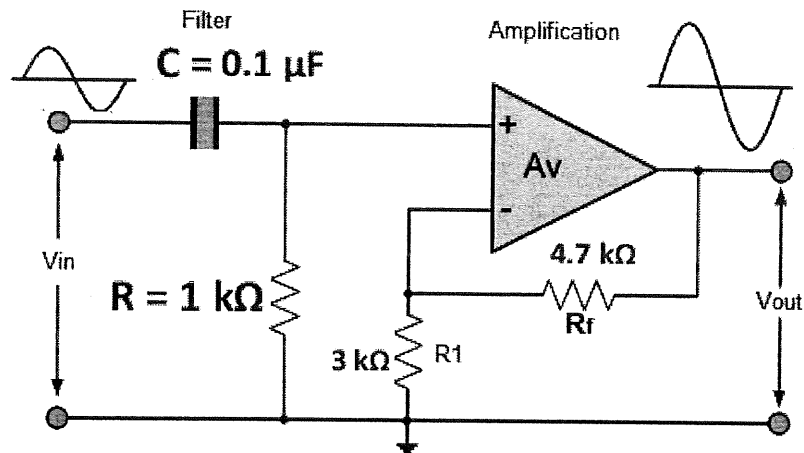 Filter
C = 0.1 µF
Amplification
+
Av
-
Vin
R = 1 kΩ
4.7 kΩ
Rf
3 kΩ
R1
Vout